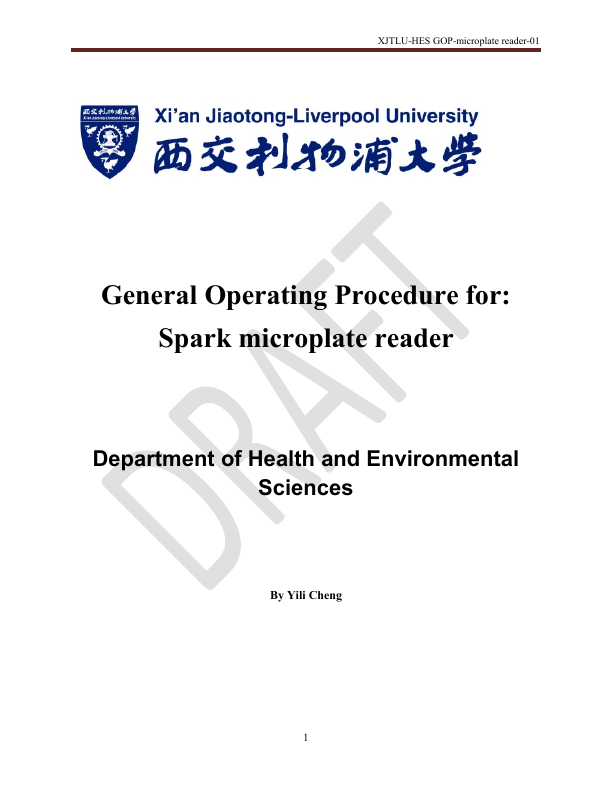 XJTLU-HES GOP-microplate reader-01
Xi'an Jiaotong-Liverpool University
西交利物浦大學
General Operating Procedure for:
Spark microplate reader
DRAFT
Department of Health and Environmental
Sciences
By Yili Cheng
1